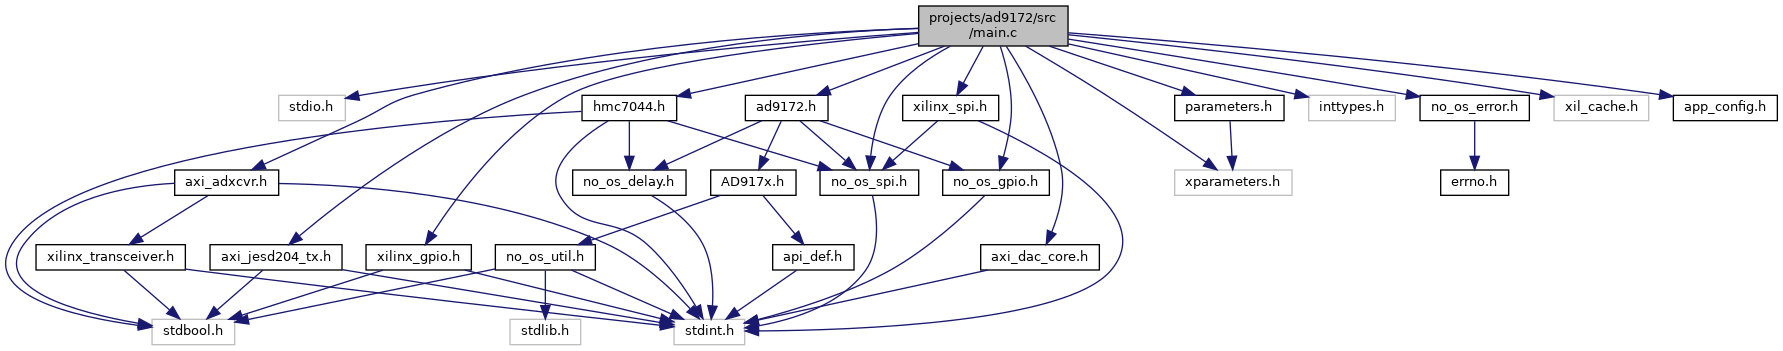 projects/ad9172/src
/main.c
stdio.h
hmc7044.h
ad9172.h
xilinx_spi.h
parameters.h
inttypes.h
no_os_error.h
xil_cache.h
app_config.h
axi_adxcvr.h
no_os_delay.h
AD917x.h
no_os_spi.h
no_os_gpio.h
xparameters.h
errno.h
xilinx_transceiver.h
axi_jesd204_tx.h
xilinx_gpio.h
no_os_util.h
api_def.h
axi_dac_core.h
stdbool.h
stdlib.h
stdint.h